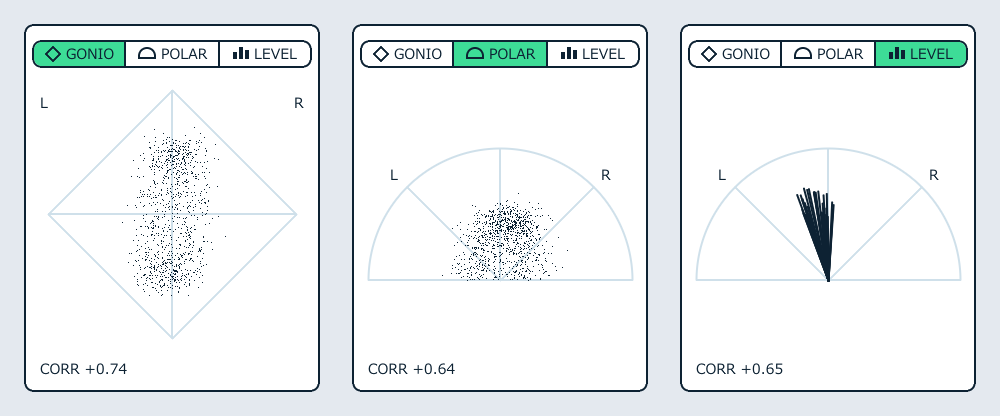 GONIO POLAR LEVEL
L R
CORR +0.74
GONIO POLAR LEVEL
L R
CORR +0.64
GONIO POLAR LEVEL
L R
CORR +0.65